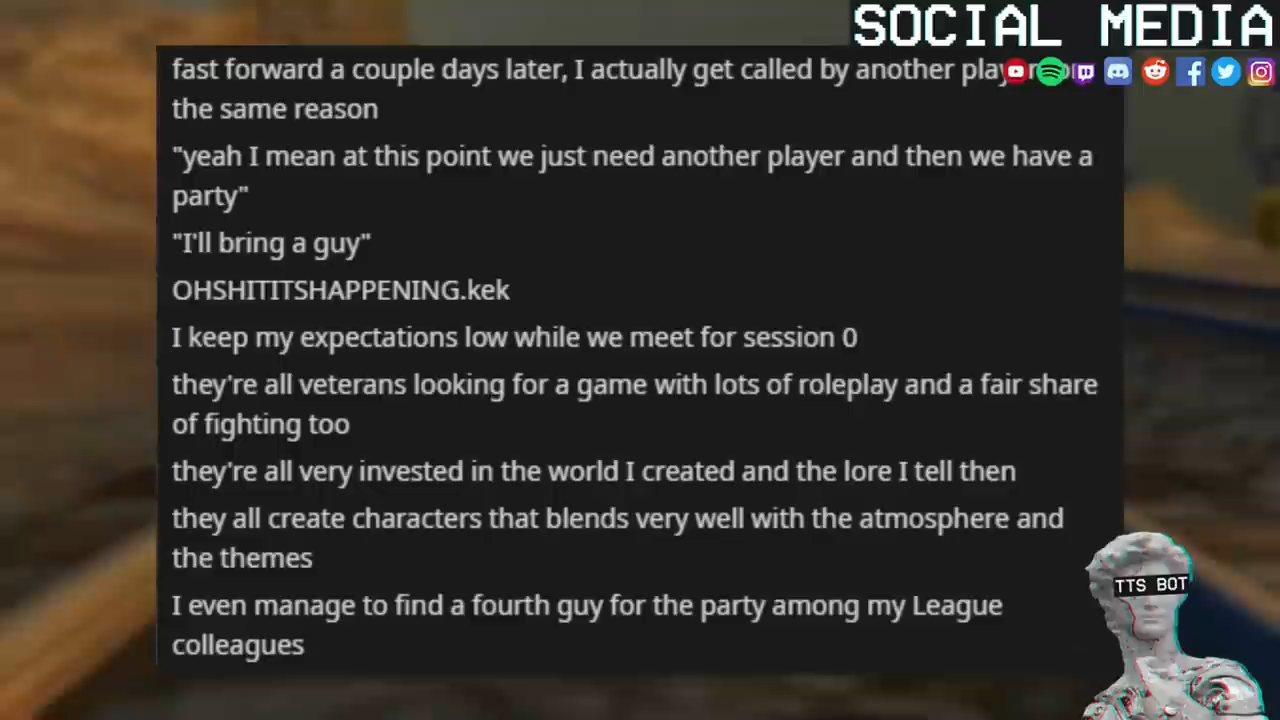 SOCIAL MEDIA
fast forward a couple days later, I actually get called by another
the same reason
"yeah I mean at this point we just need another player and then we have a
party"
"I'll bring a guy"
OHSHITITSHAPPENING.kek
I keep my expectations low while we meet for session 0
they're all veterans looking for a game with lots of roleplay and a fair share
of fighting too
they're all very invested in the world I created and the lore I tell then
they all create characters that blends very well with the atmosphere and
the themes
I even manage to find a fourth guy for the party among my League
colleagues
TTS BOT